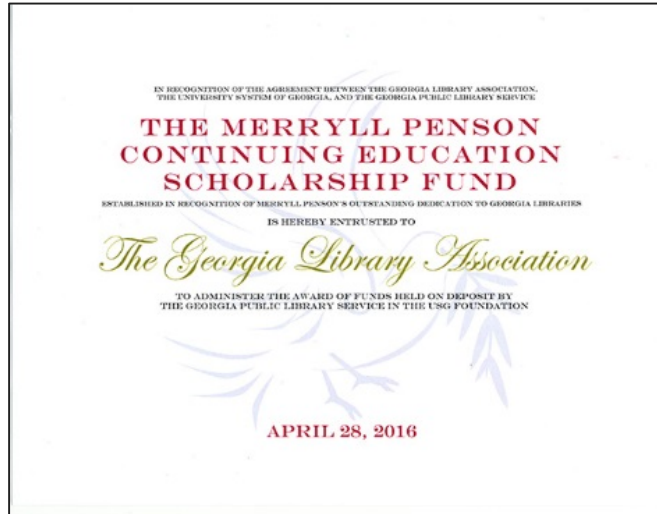 IN RECOGNITION OF THE AGREEMENT BETWEEN THE GEORGIA LIBRARY ASSOCIATION,
THE UNIVERSITY SYSTEM OF GEORGIA, AND THE GEORGIA PUBLIC LIBRARY SERVICE
THE MERRYLL PENSON
CONTINUING EDUCATION
SCHOLARSHIP FUND
ESTABLISHED IN RECOGNITION OF MERRYLL PENSON'S OUTSTANDING DEDICATION TO GEORGIA LIBRARIES
IS HEREBY ENTRUSTED TO
The Georgia Library Association
TO ADMINISTER THE AWARD OF FUNDS HELD ON DEPOSIT BY
THE GEORGIA PUBLIC LIBRARY SERVICE IN THE USG FOUNDATION
APRIL 28, 2016